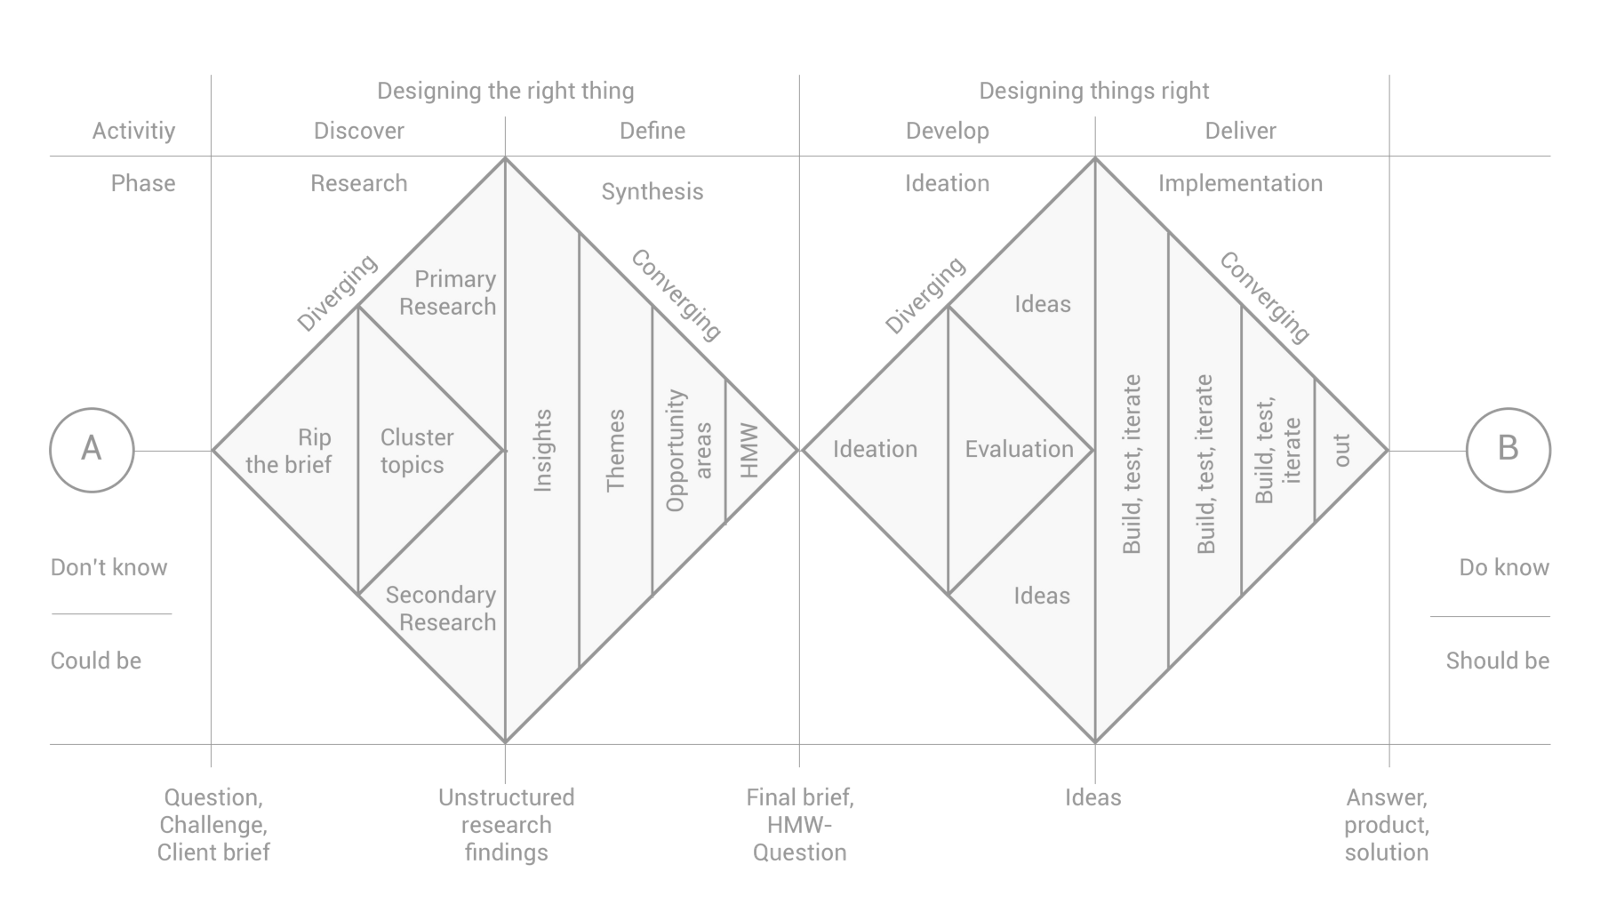 Designing the right thing
Designing things right
Activitiy
Discover
Define
Develop
Deliver
Phase
Research
Synthesis
Ideation
Implementation
Diverging
Converging
Diverging
Converging
Primary
Research
Ideas
A
Rip
the brief
Cluster
topics
Insights
Themes
Opportunity
areas
HMW
Ideation
Evaluation
Build, test, iterate
Build, test, iterate
Build, test,
iterate
out
B
Secondary
Research
Ideas
Don't know
Could be
Do know
Should be
Question,
Challenge,
Client brief
Unstructured
research
findings
Final brief,
HMW-
Question
Ideas
Answer,
product,
solution